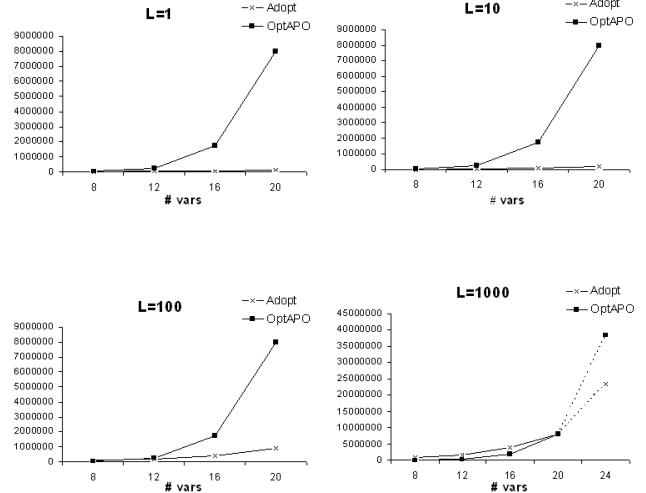 L=1
Adopt
OptAPO
9000000
8000000
7000000
6000000
5000000
4000000
3000000
2000000
1000000
0
8 12 16 20
# vars
L=10
Adopt
OptAPO
9000000
8000000
7000000
6000000
5000000
4000000
3000000
2000000
1000000
0
8 12 16 20
# vars
L=100
Adopt
OptAPO
9000000
8000000
7000000
6000000
5000000
4000000
3000000
2000000
1000000
0
8 12 16 20
# vars
L=1000
Adopt
OptAPO
45000000
40000000
35000000
30000000
25000000
20000000
15000000
10000000
5000000
0
8 12 16 20 24
# vars